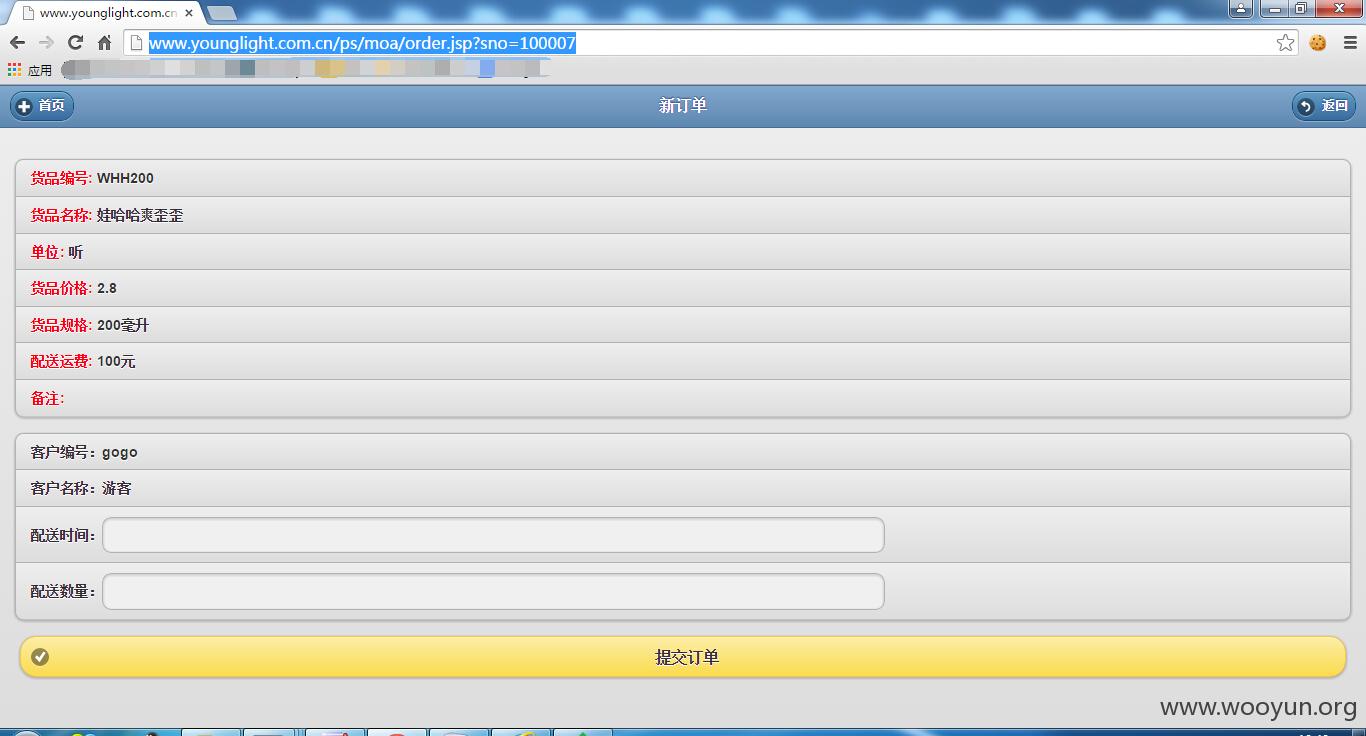 www.younglight.com.cn
www.younglight.com.cn/ps/moa/order.jsp?sno=100007
应用
首页
新订单
返回
货品编号: WHH200
货品名称: 娃哈哈爽歪歪
单位: 听
货品价格: 2.8
货品规格: 200毫升
配送运费: 100元
备注:
客户编号：gogo
客户名称：游客
配送时间：
配送数量：
提交订单
www.wooyun.org